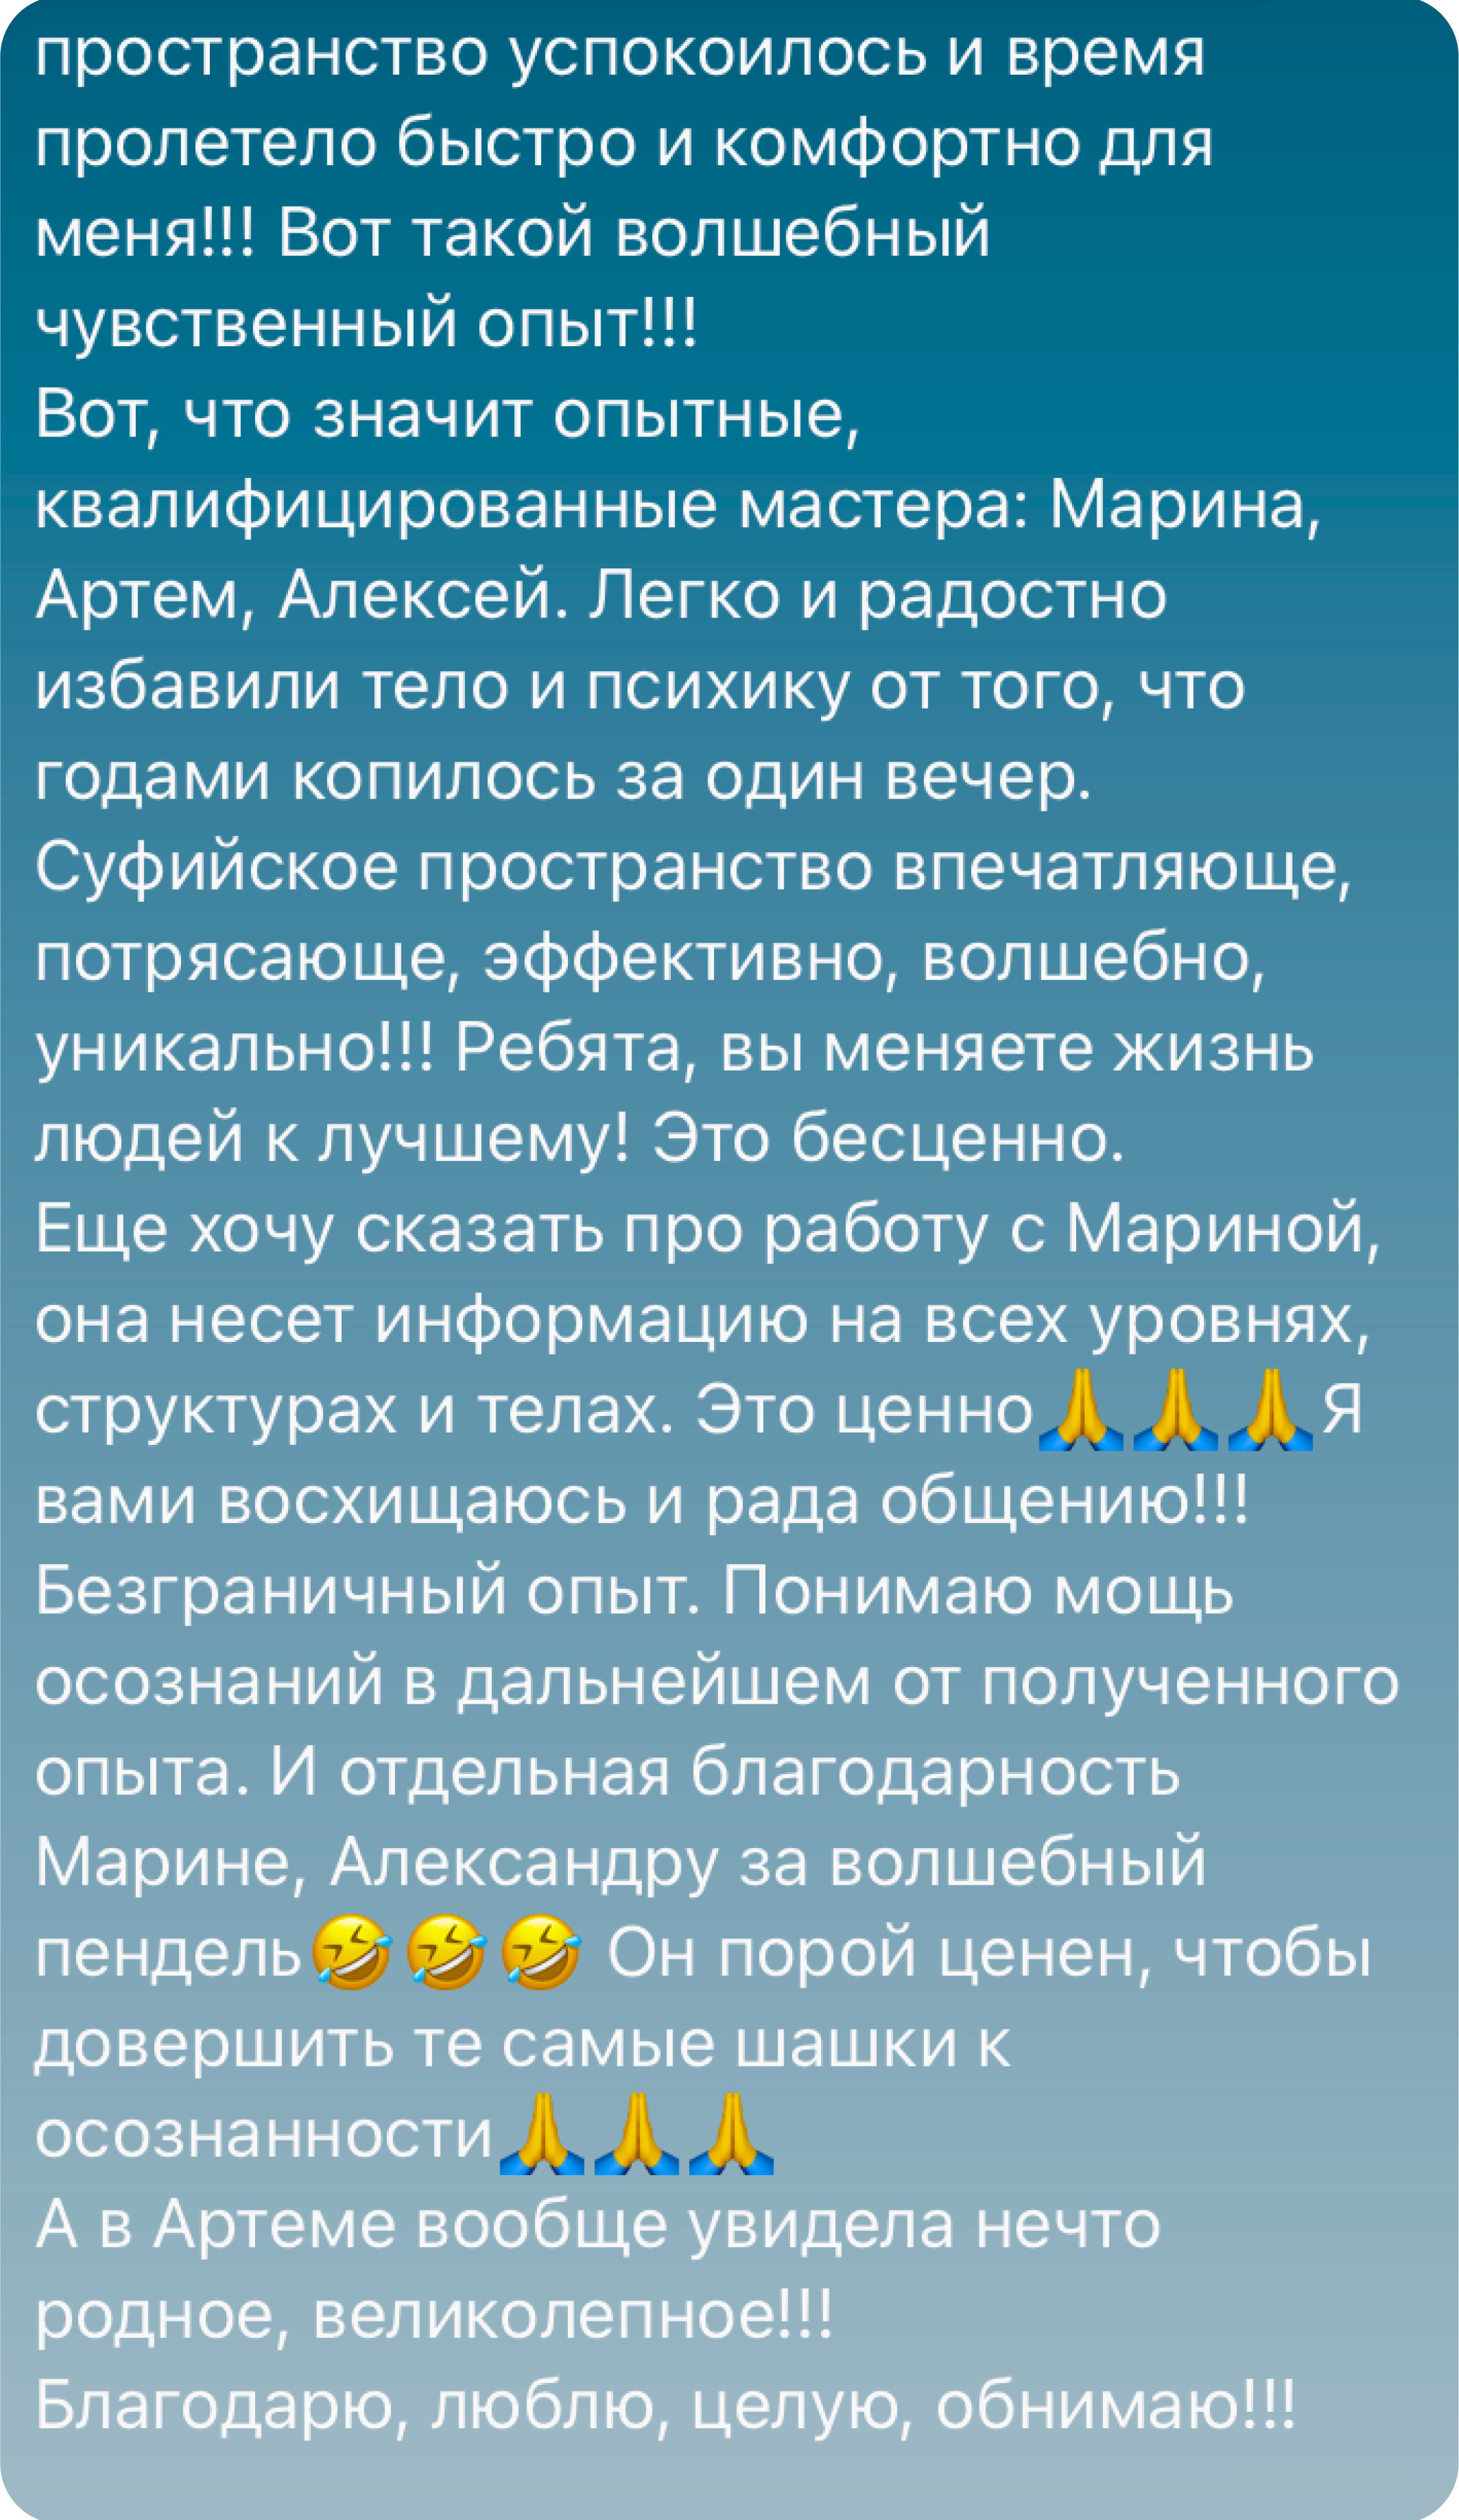 пространство успокоилось и время
пролетело быстро и комфортно для
меня!!! Вот такой волшебный
чувственный опыт!!!
Вот, что значит опытные,
квалифицированные мастера: Марина,
Артем, Алексей. Легко и радостно
избавили тело и психику от того, что
годами копилось за один вечер.
Суфийское пространство впечатляюще,
потрясающе, эффективно, волшебно,
уникально!!! Ребята, вы меняете жизнь
людей к лучшему! Это бесценно.
Еще хочу сказать про работу с Мариной,
она несет информацию на всех уровнях,
структурах и телах. Это ценно🙏🙏🙏Я
вами восхищаюсь и рада общению!!!
Безграничный опыт. Понимаю мощь
осознаний в дальнейшем от полученного
опыта. И отдельная благодарность
Марине, Александру за волшебный
пендель🤣🤣🤣 Он порой ценен, чтобы
довершить те самые шашки к
осознанности🙏🙏🙏
А в Артеме вообще увидела нечто
родное, великолепное!!!
Благодарю, люблю, целую, обнимаю!!!